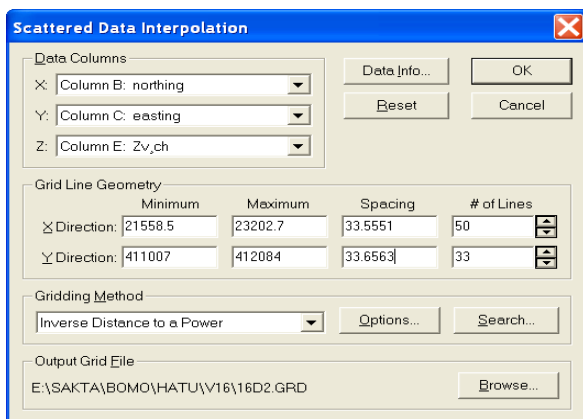 Scattered Data Interpolation
Data Columns
X: Column B: northing
Y: Column C: easting
Z: Column E: Zv¸ch
Data Info...
OK
Reset
Cancel
Grid Line Geometry
Minimum Maximum Spacing # of Lines
X Direction: 21558.5 23202.7 33.5551 50
Y Direction: 411007 412084 33.6563 33
Gridding Method
Inverse Distance to a Power
Options...
Search...
Output Grid File
E:\SAKTA\BOMO\HATU\V16\16D2.GRD
Browse...